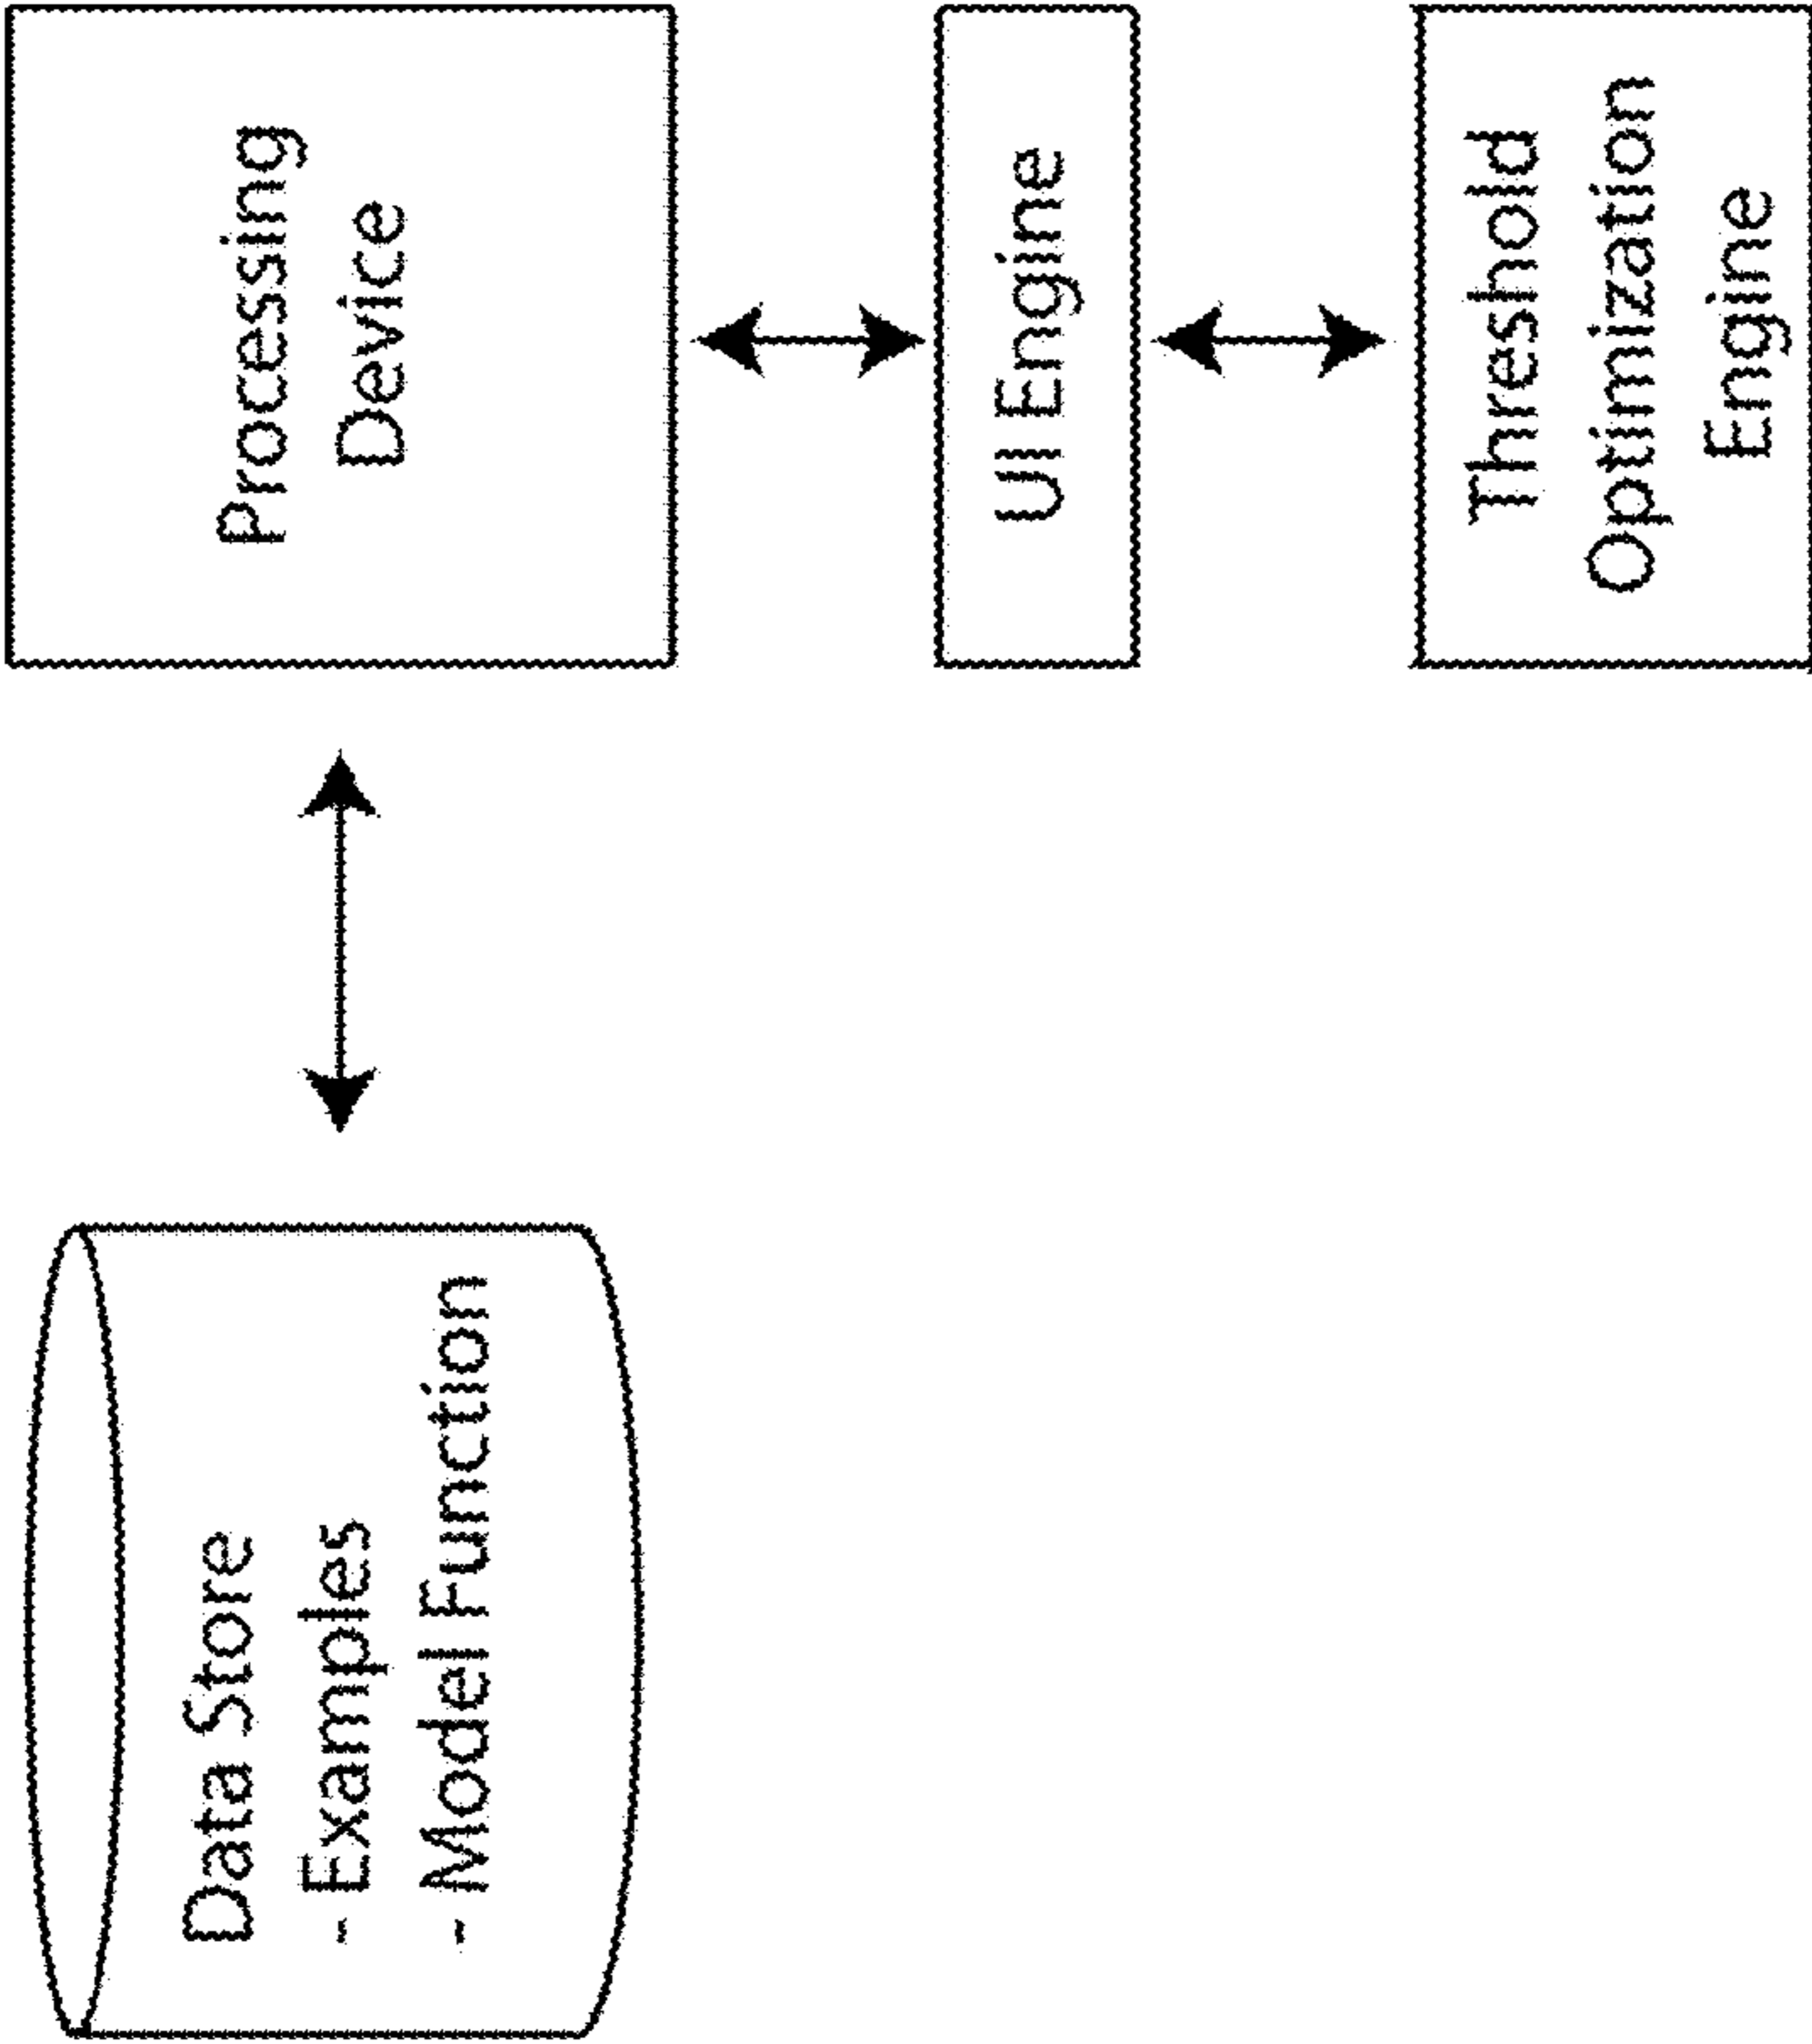 Data Store
- Examples
- Model Function
Processing
Device
UI Engine
Threshold
Optimization
Engine